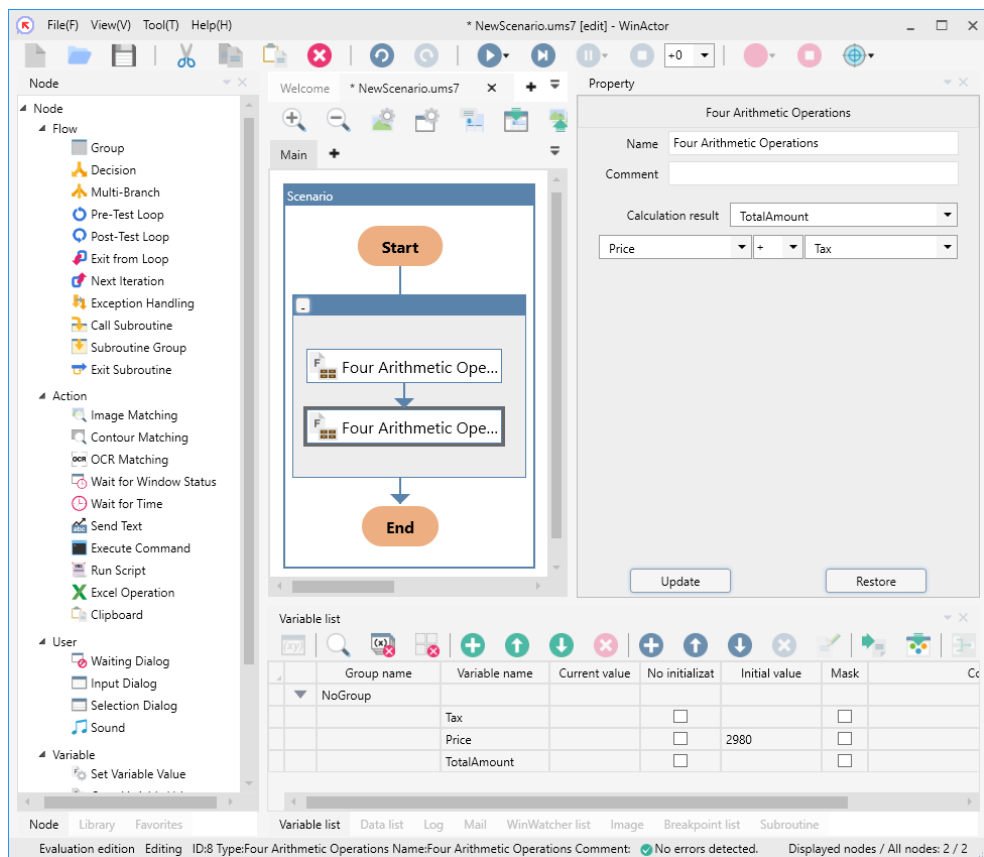 File(F) View(V) Tool(T) Help(H)
* NewScenario.ums7 [edit] - WinActor
+0
Node
Node
Flow
Group
Decision
Multi-Branch
Pre-Test Loop
Post-Test Loop
Exit from Loop
Next Iteration
Exception Handling
Call Subroutine
Subroutine Group
Exit Subroutine
Action
Image Matching
Contour Matching
OCR OCR Matching
Wait for Window Status
Wait for Time
Send Text
Execute Command
Run Script
Excel Operation
Clipboard
User
Waiting Dialog
Input Dialog
Selection Dialog
Sound
Variable
Set Variable Value
Node Library Favorites
Welcome * NewScenario.ums7
Main
Scenario
Start
Four Arithmetic Ope...
Four Arithmetic Ope...
End
Property
Four Arithmetic Operations
Name Four Arithmetic Operations
Comment
Calculation result TotalAmount
Price + Tax
Update Restore
Variable list
Group name Variable name Current value No initializat Initial value Mask Cc
NoGroup
Tax
Price 2980
TotalAmount
Variable list Data list Log Mail WinWatcher list Image Breakpoint list Subroutine
Evaluation edition Editing ID:8 Type:Four Arithmetic Operations Name:Four Arithmetic Operations Comment: No errors detected. Displayed nodes / All nodes: 2 / 2